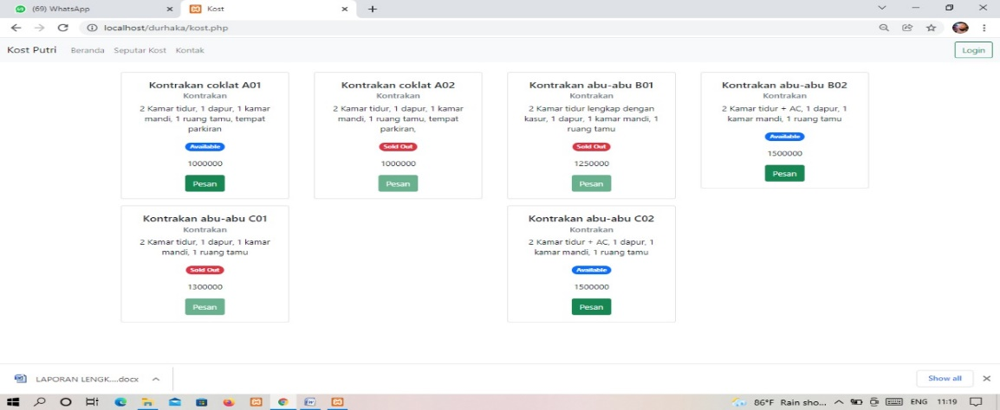 (69) WhatsApp
Kost
localhost/durhaka/kost.php
Kost Putri Beranda Seputar Kost Kontak
Login
Kontrakan coklat A01
Kontrakan
2 Kamar tidur, 1 dapur, 1 kamar
mandi, 1 ruang tamu, tempat
parkiran
Available
1000000
Pesan
Kontrakan coklat A02
Kontrakan
2 Kamar tidur, 1 dapur, 1 kamar
mandi, 1 ruang tamu, tempat
parkiran,
Sold Out
1000000
Pesan
Kontrakan abu-abu B01
Kontrakan
2 Kamar tidur lengkap dengan
kasur, 1 dapur, 1 kamar mandi, 1
ruang tamu
Sold Out
1250000
Pesan
Kontrakan abu-abu B02
Kontrakan
2 Kamar tidur + AC, 1 dapur, 1
kamar mandi, 1 ruang tamu
Available
1500000
Pesan
Kontrakan abu-abu C01
Kontrakan
2 Kamar tidur, 1 dapur, 1 kamar
mandi, 1 ruang tamu
Sold Out
1300000
Pesan
Kontrakan abu-abu C02
Kontrakan
2 Kamar tidur + AC, 1 dapur, 1
kamar mandi, 1 ruang tamu
Available
1500000
Pesan
LAPORAN LENGK....docx
Show all
86°F Rain sho... ENG 11:19